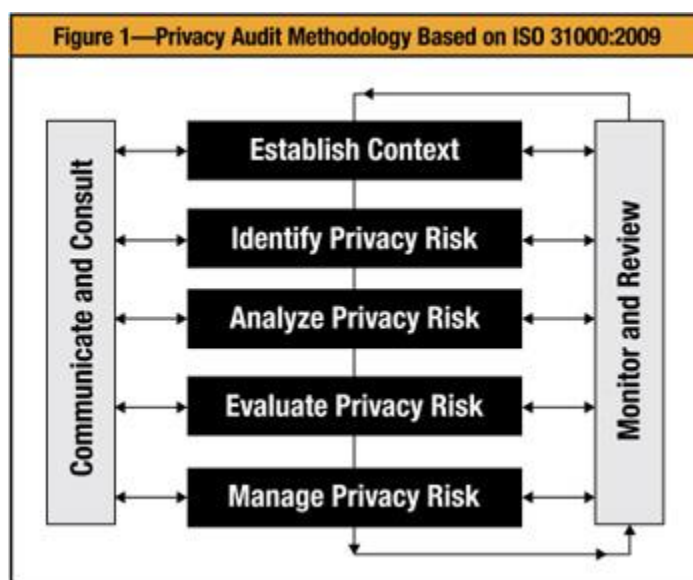 Figure 1—Privacy Audit Methodology Based on ISO 31000:2009
Communicate and Consult
Establish Context
Identify Privacy Risk
Analyze Privacy Risk
Evaluate Privacy Risk
Manage Privacy Risk
Monitor and Review